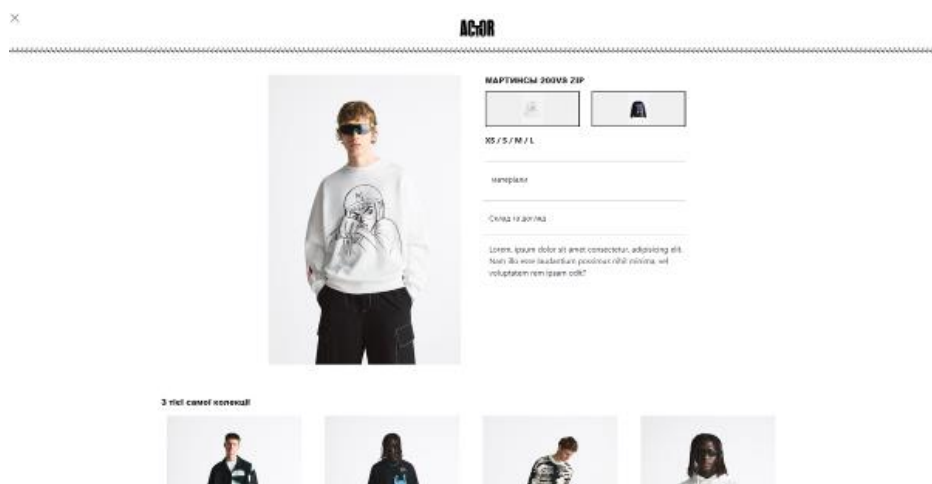 ACTOR
МАРТИНСЫ 200VS ZIP
XS / S / M / L
матеріали
Склад та догляд
Lorem, ipsum dolor sit amet consectetur, adipisicing elit.
Nam illo esse laudantium possimus nihil minima, vel
voluptatem rem ipsam odit?
З тієї самої колекції